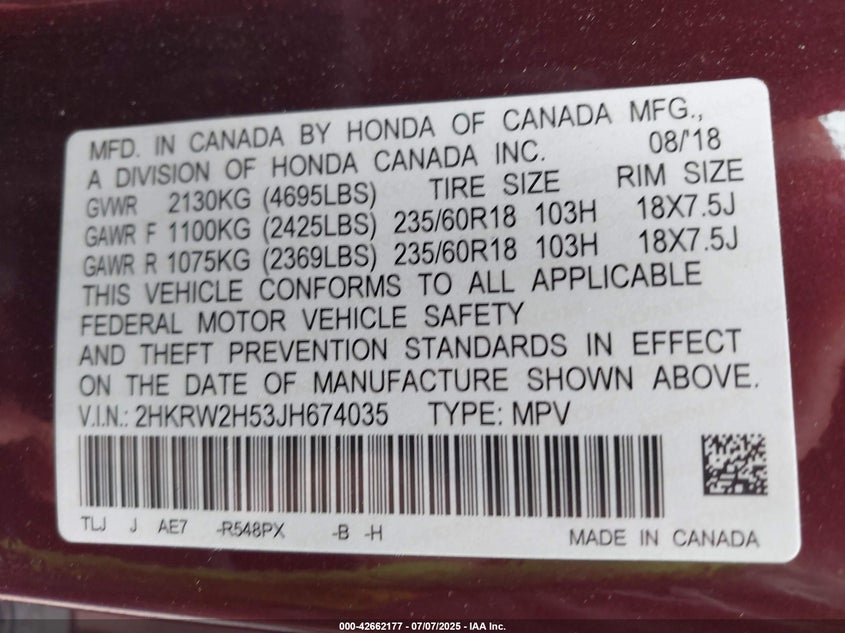 MFD. IN CANADA BY HONDA OF CANADA MFG.,
A DIVISION OF HONDA CANADA INC. 08/'18
GVWR 2130KG (4695LBS) TIRE SIZE RIM SIZE
GAWR F 1100KG (2425LBS) 235/60R18 103H 18X7.5J
GAWR R 1075KG (2369LBS) 235/60R18 103H 18X7.5J
THIS VEHICLE CONFORMS TO ALL APPLICABLE
FEDERAL MOTOR VEHICLE SAFETY
AND THEFT PREVENTION STANDARDS IN EFFECT
ON THE DATE OF MANUFACTURE SHOWN ABOVE.
V.I.N.: 2HKRW2H53JH674035 TYPE: MPV
TLJ J AE7 -R548PX -B -H MADE IN CANADA
000-42662177 - 07/07/2025 - IAA Inc.